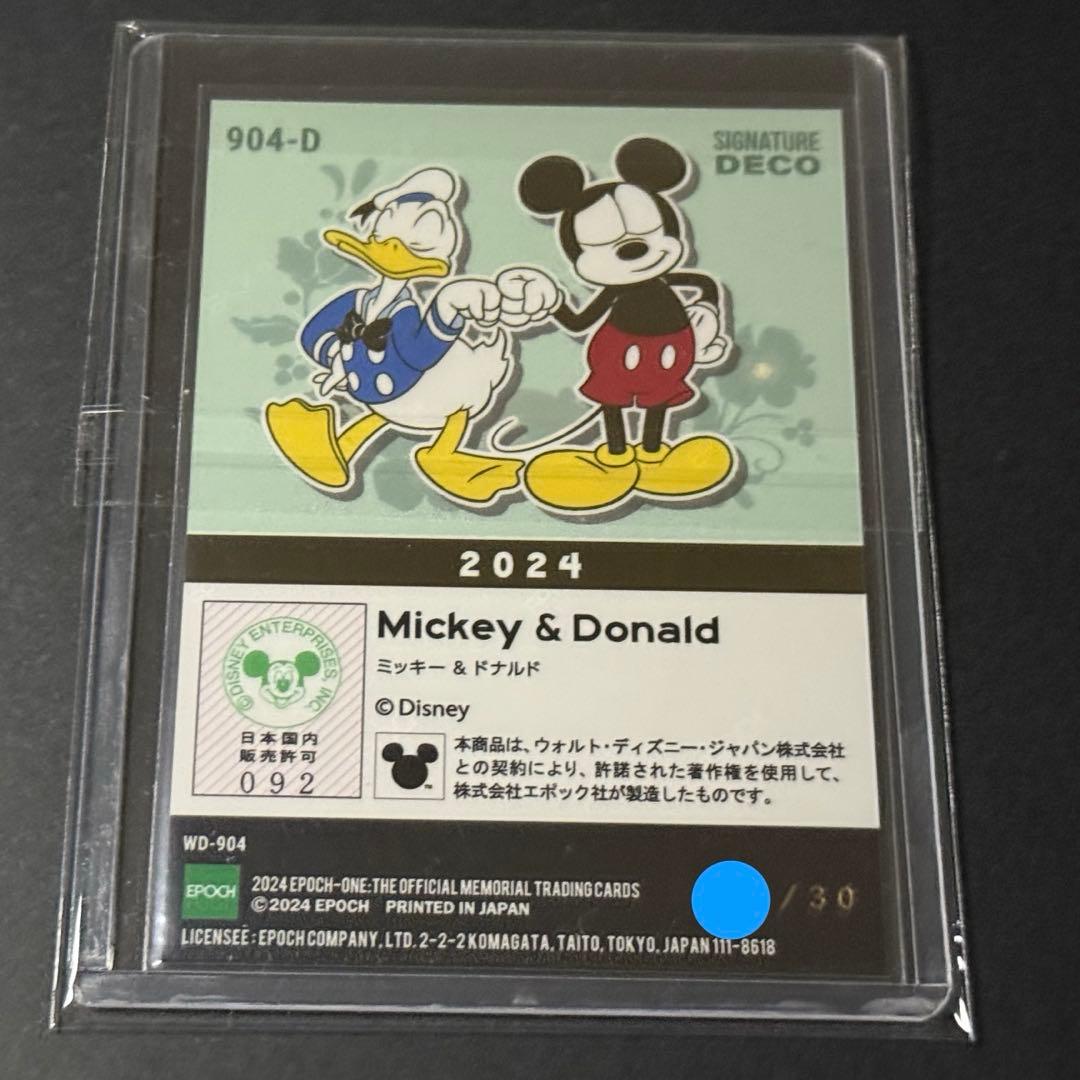 904-D
SIGNATURE
DECO
2024
©DISNEY ENTERPRISES, INC.
日本国内
販売許可
092
Mickey & Donald
ミッキー & ドナルド
© Disney
TM
本商品は、ウォルト・ディズニー・ジャパン株式会社
との契約により、許諾された著作権を使用して、
株式会社エポック社が製造したものです。
WD-904
EPOCH
2024 EPOCH-ONE:THE OFFICIAL MEMORIAL TRADING CARDS
©2024 EPOCH PRINTED IN JAPAN
/ 30
LICENSEE : EPOCH COMPANY, LTD. 2-2-2 KOMAGATA, TAITO, TOKYO, JAPAN 111-8618